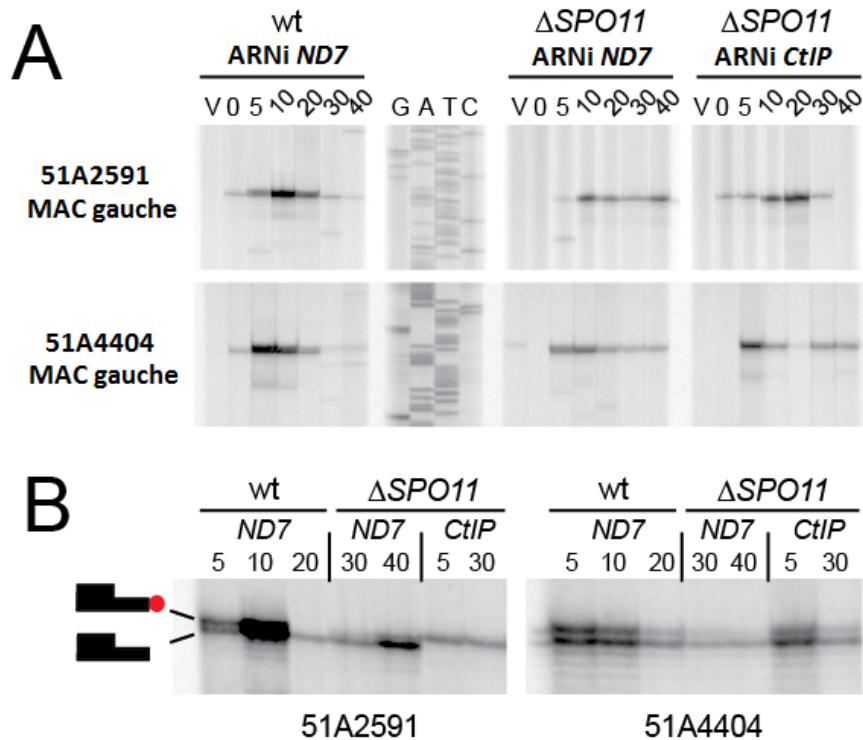 A
wt ΔSPO11 ΔSPO11
ARNi ND7 ARNi ND7 ARNi CtIP
V 0 5 10 20 30 40 G A T C V 0 5 10 20 30 40 V 0 5 10 20 30 40
51A2591
MAC gauche
51A4404
MAC gauche
B
wt ΔSPO11 wt ΔSPO11
ND7 ND7 CtIP ND7 ND7 CtIP
5 10 20 30 40 5 30 5 10 20 30 40 5 30
51A2591 51A4404